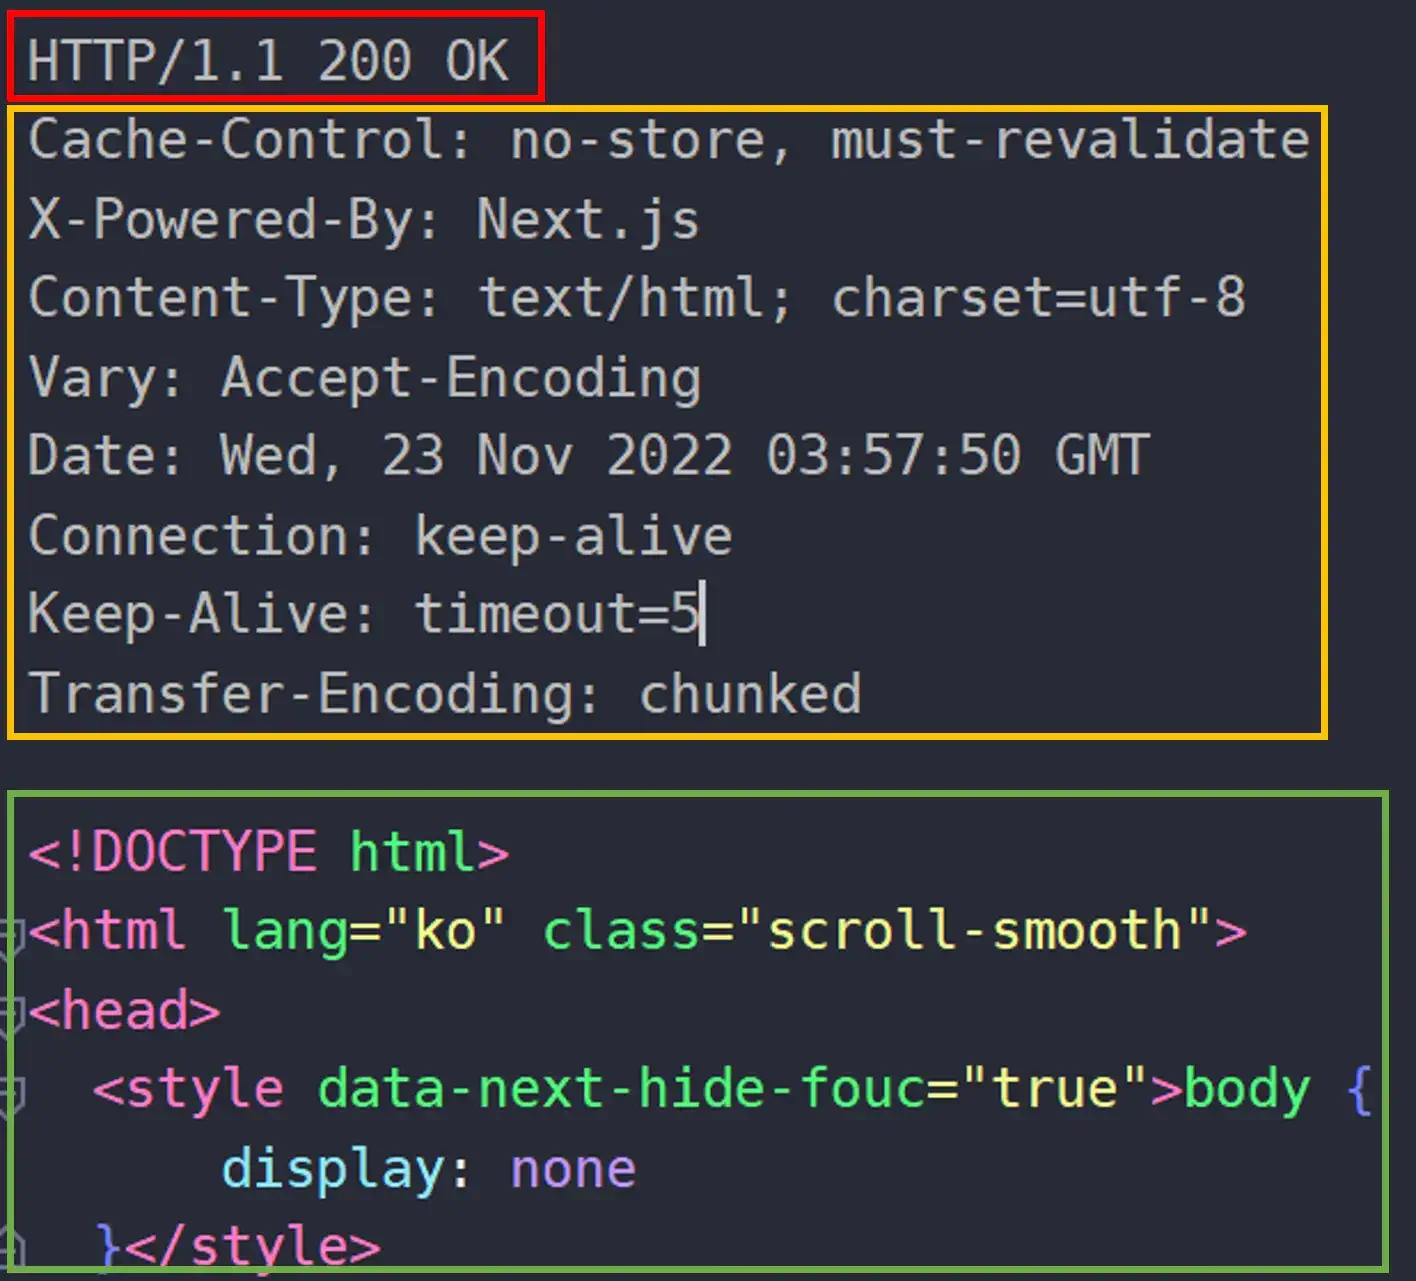 HTTP/1.1 200 OK
Cache-Control: no-store, must-revalidate
X-Powered-By: Next.js
Content-Type: text/html; charset=utf-8
Vary: Accept-Encoding
Date: Wed, 23 Nov 2022 03:57:50 GMT
Connection: keep-alive
Keep-Alive: timeout=5
Transfer-Encoding: chunked

<!DOCTYPE html>
<html lang="ko" class="scroll-smooth">
<head>
  <style data-next-hide-fouc="true">body {
      display: none
  }</style>